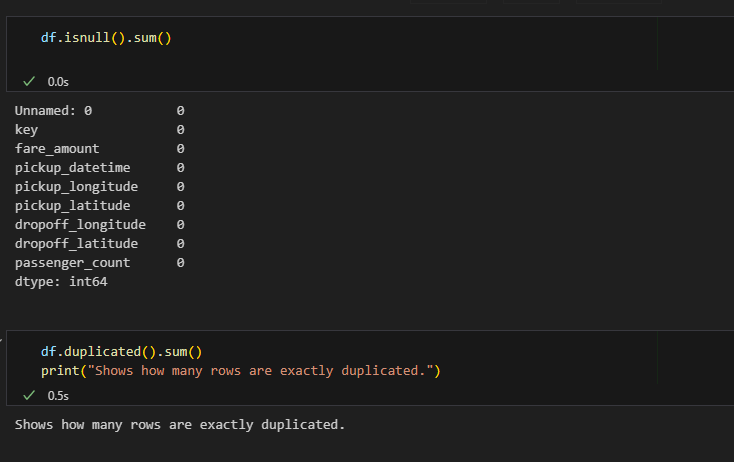 df.isnull().sum()
0.0s
Unnamed: 0 0
key 0
fare_amount 0
pickup_datetime 0
pickup_longitude 0
pickup_latitude 0
dropoff_longitude 0
dropoff_latitude 0
passenger_count 0
dtype: int64
df.duplicated().sum()
print("Shows how many rows are exactly duplicated.")
0.5s
Shows how many rows are exactly duplicated.